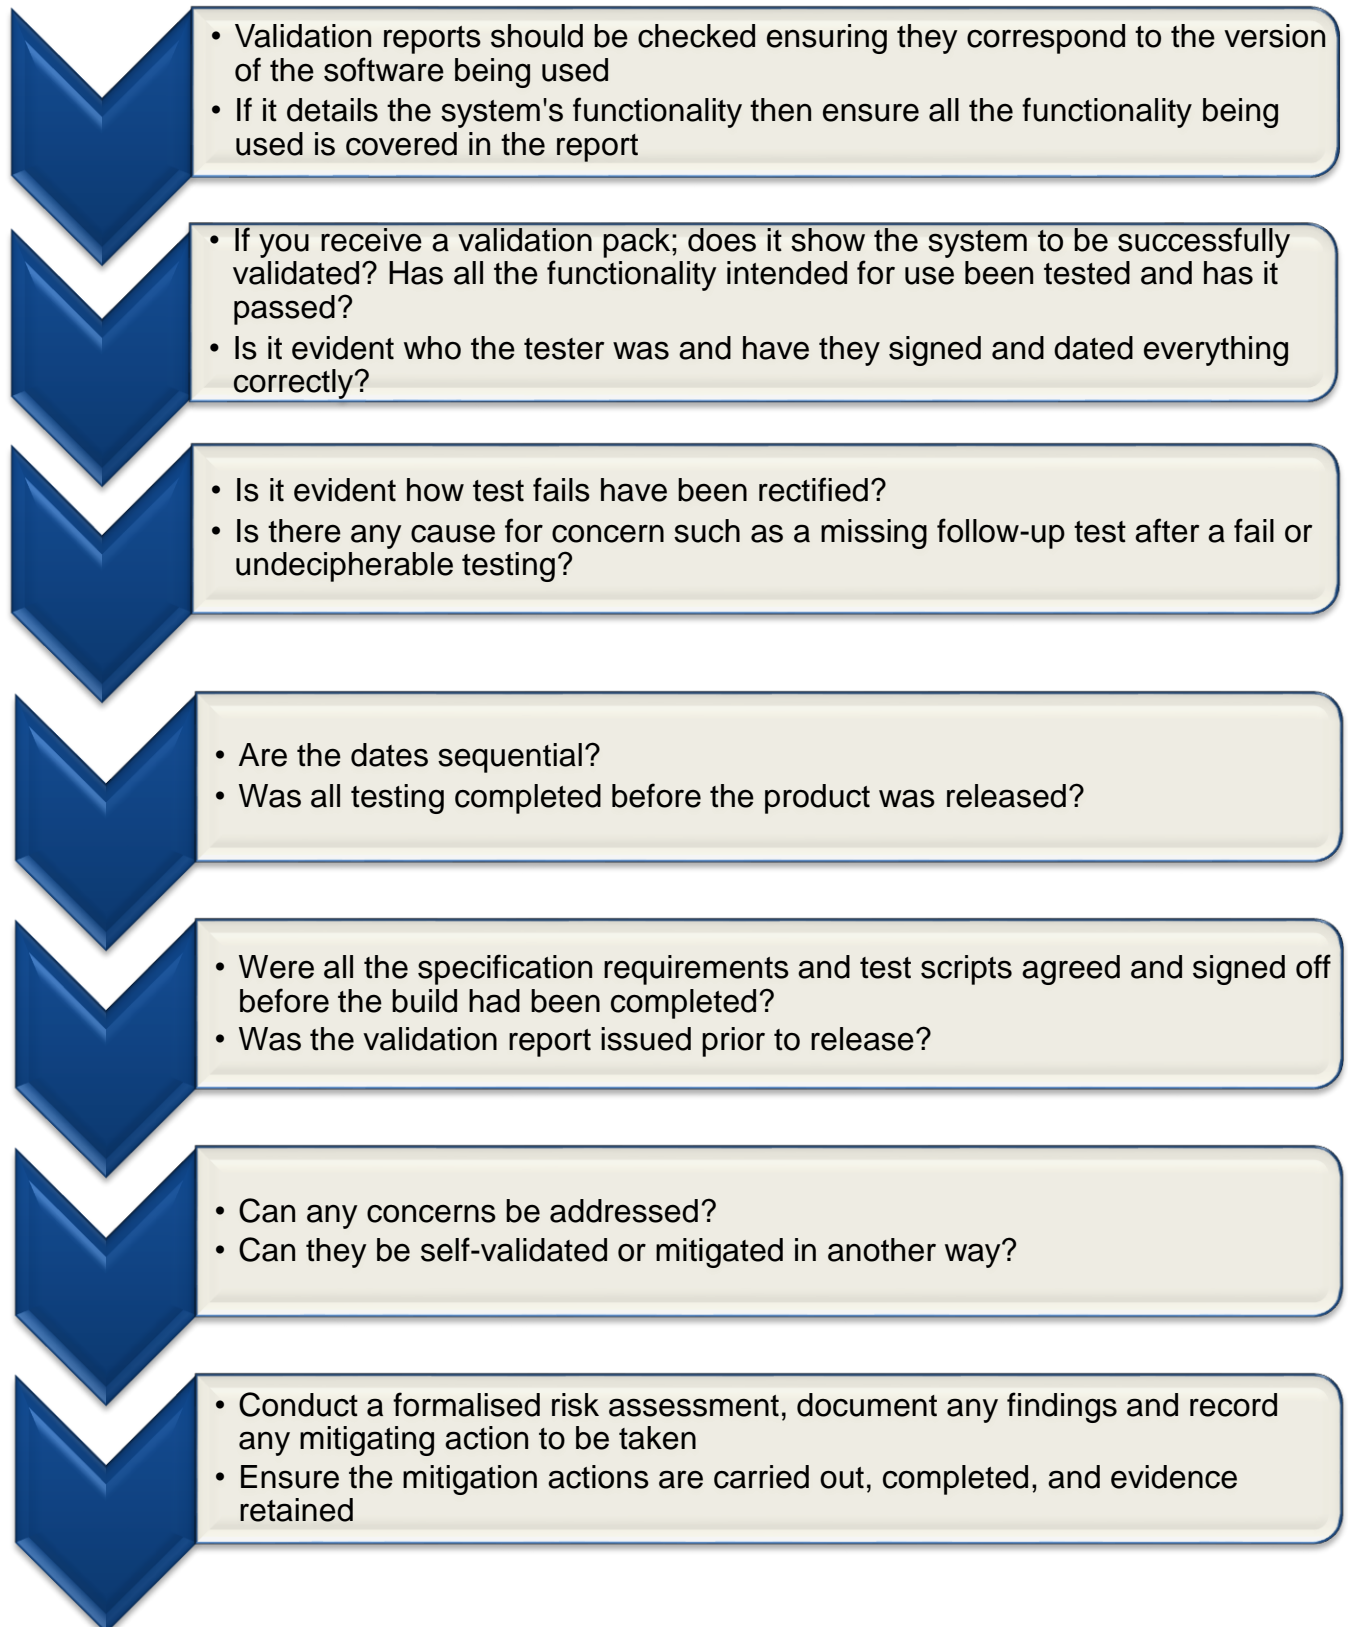 • Validation reports should be checked ensuring they correspond to the version
of the software being used
• If it details the system's functionality then ensure all the functionality being
used is covered in the report
• If you receive a validation pack; does it show the system to be successfully
validated? Has all the functionality intended for use been tested and has it
passed?
• Is it evident who the tester was and have they signed and dated everything
correctly?
• Is it evident how test fails have been rectified?
• Is there any cause for concern such as a missing follow-up test after a fail or
undecipherable testing?
• Are the dates sequential?
• Was all testing completed before the product was released?
• Were all the specification requirements and test scripts agreed and signed off
before the build had been completed?
• Was the validation report issued prior to release?
• Can any concerns be addressed?
• Can they be self-validated or mitigated in another way?
• Conduct a formalised risk assessment, document any findings and record
any mitigating action to be taken
• Ensure the mitigation actions are carried out, completed, and evidence
retained